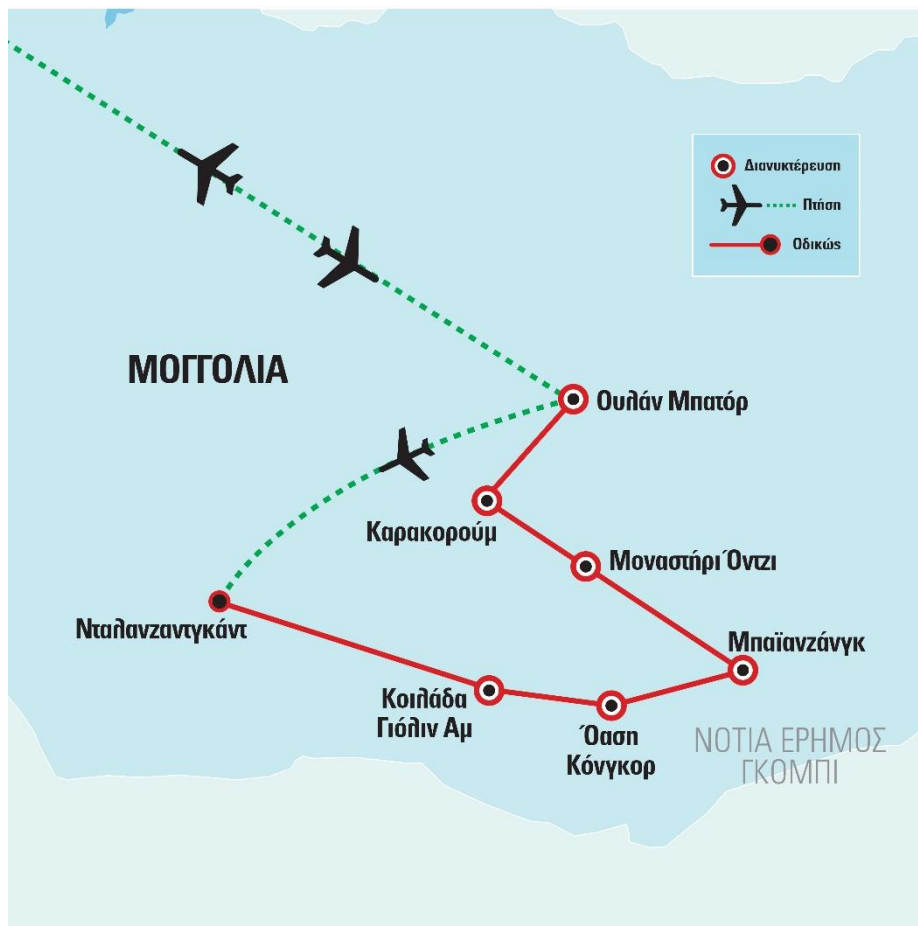 Διανυκτέρευση
Πτήση
Οδικώς
ΜΟΓΓΟΛΙΑ
Ουλάν Μπατόρ
Καρακορούμ
Μοναστήρι Όντζι
Νταλανζαντγκάντ
Μπαϊανζάνγκ
Κοιλάδα
Γιόλιν Αμ
Όαση
Κόνγκορ
ΝΟΤΙΑ ΕΡΗΜΟΣ
ΓΚΟΜΠΙ